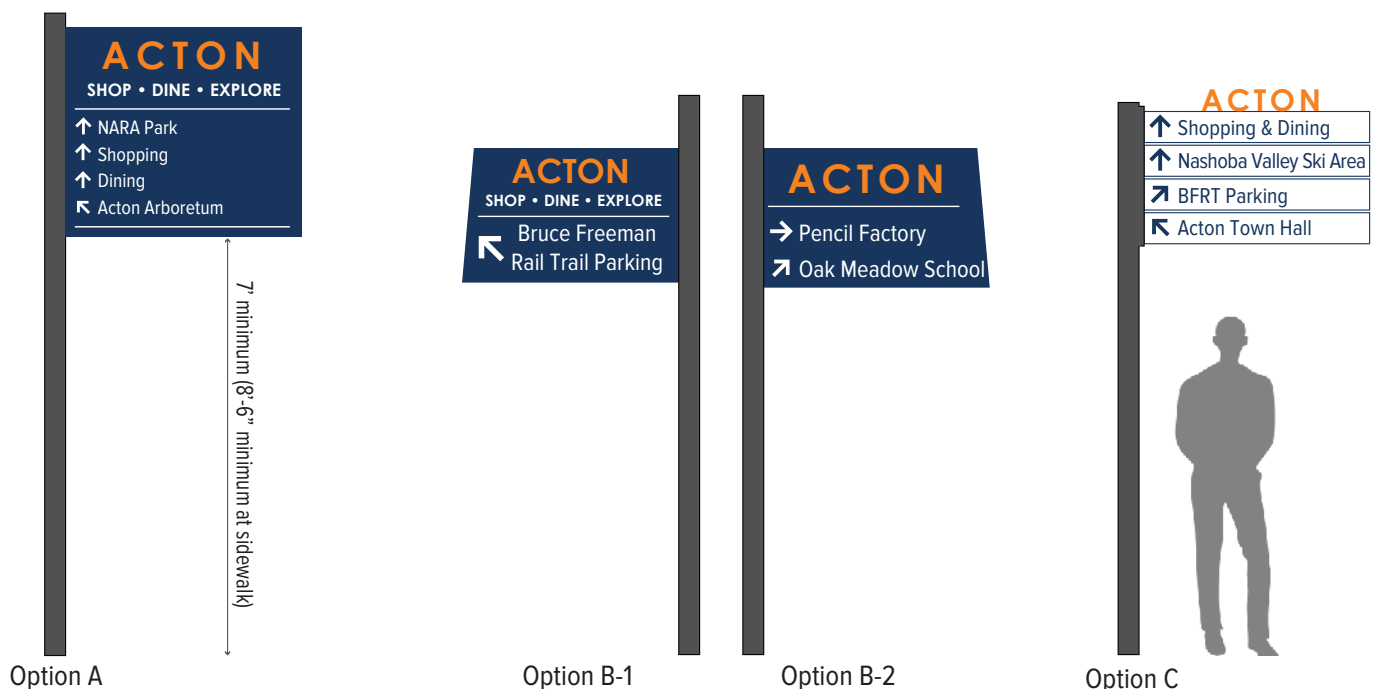 ACTON
SHOP • DINE • EXPLORE
↑ NARA Park
↑ Shopping
↑ Dining
↖ Acton Arboretum
7’ minimum (8’-6” minimum at sidewalk)
Option A
ACTON
SHOP • DINE • EXPLORE
↖ Bruce Freeman
Rail Trail Parking
Option B-1
ACTON
→ Pencil Factory
↗ Oak Meadow School
Option B-2
ACTON
↑ Shopping & Dining
↑ Nashoba Valley Ski Area
↗ BFRT Parking
↖ Acton Town Hall
Option C